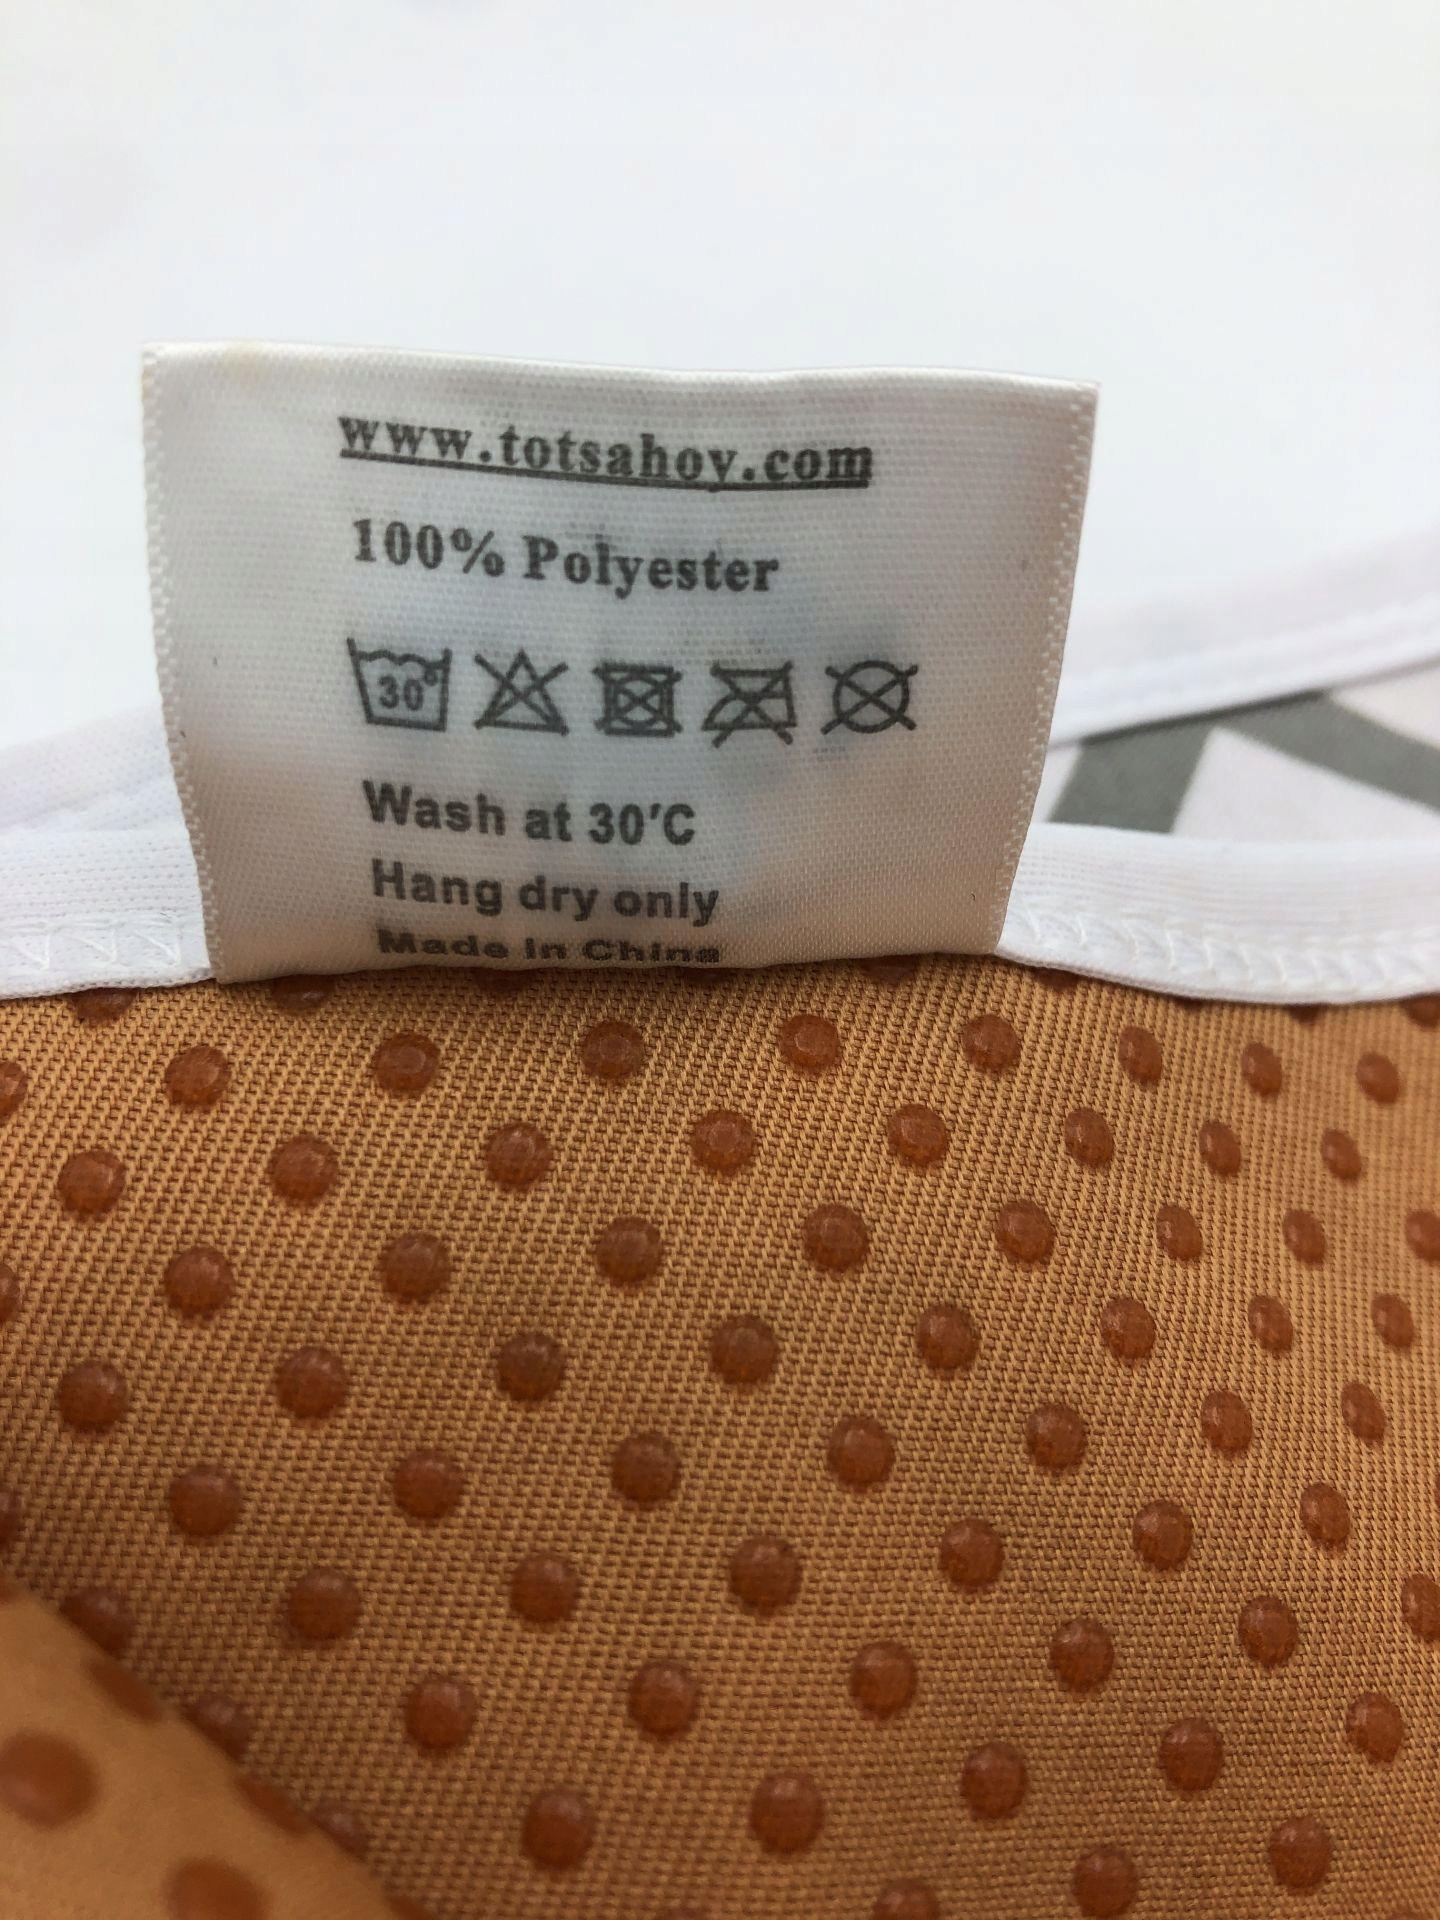 www.totsahoy.com
100% Polyester
30°
Wash at 30'C
Hang dry only
Made in China